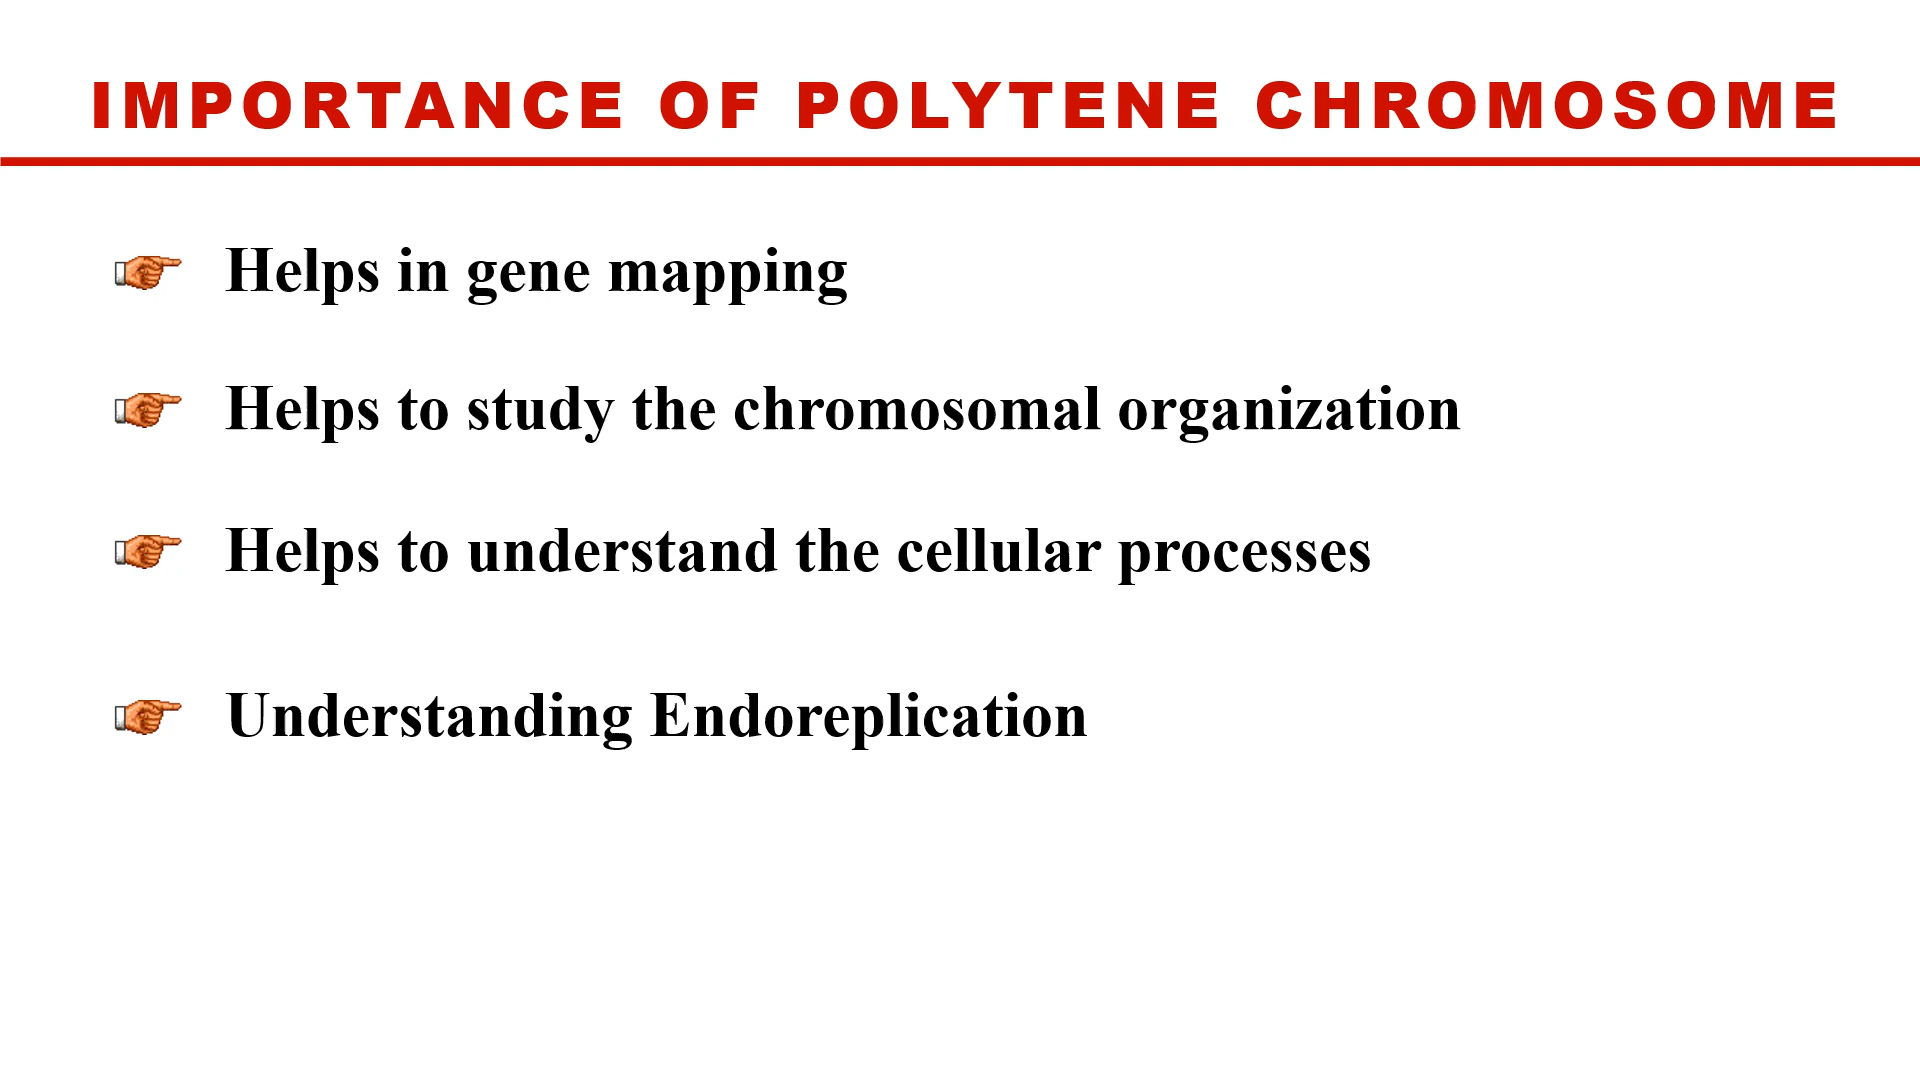 IMPORTANCE OF POLYTENE CHROMOSOME
Helps in gene mapping
Helps to study the chromosomal organization
Helps to understand the cellular processes
Understanding Endoreplication